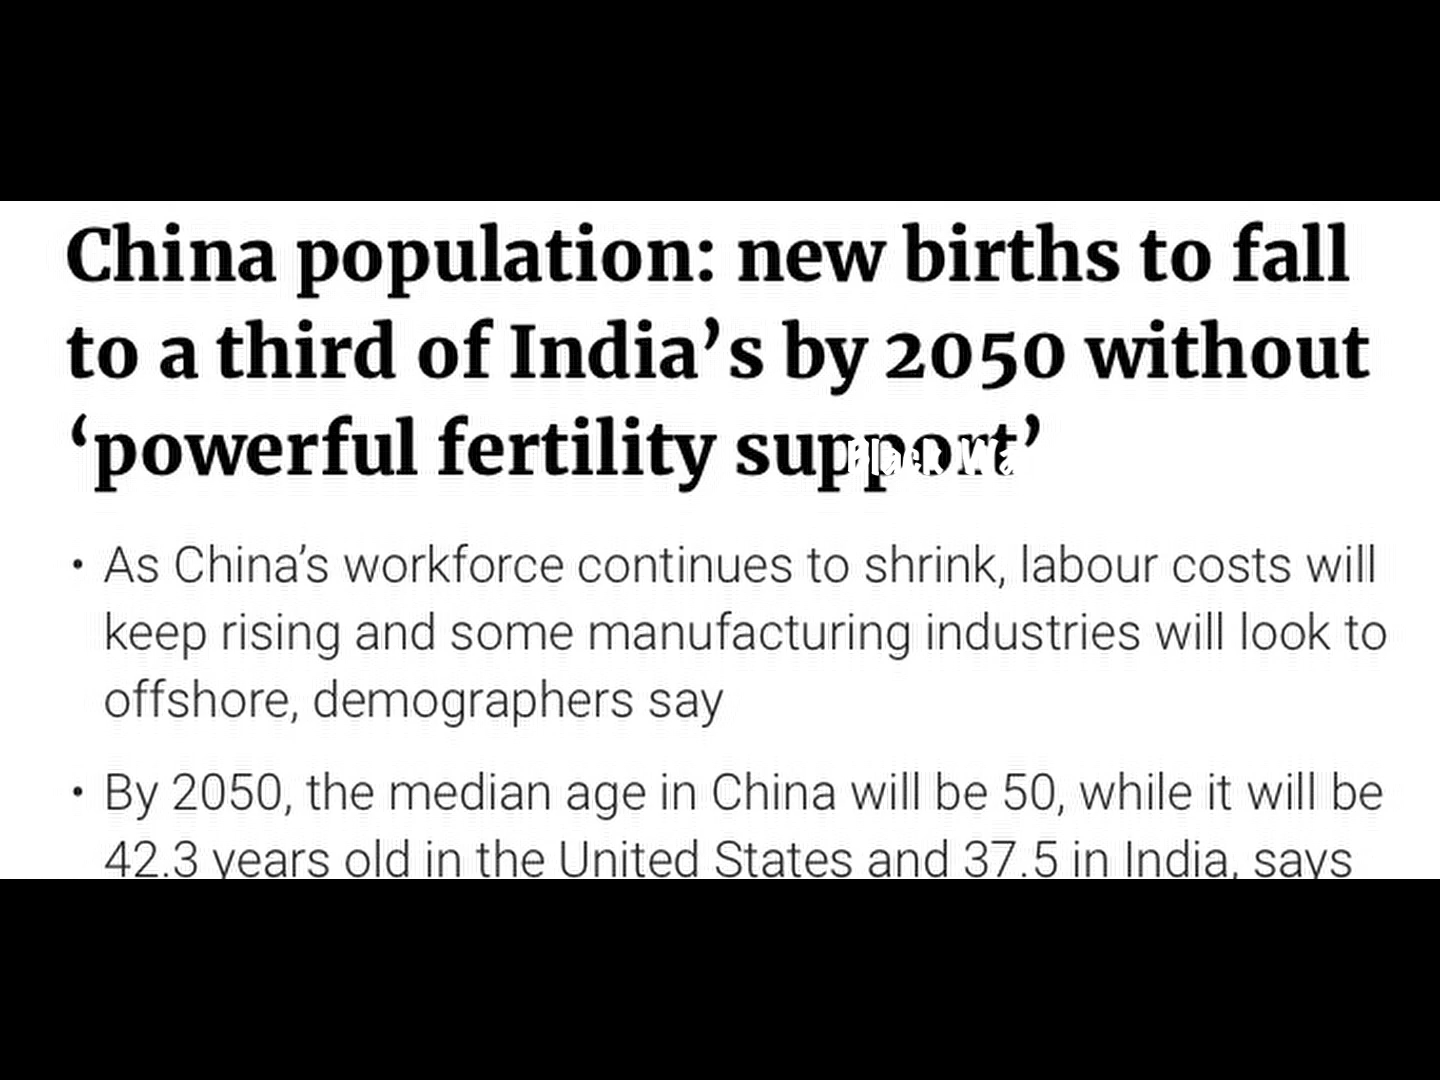 China population: new births to fall
to a third of India’s by 2050 without
‘powerful fertility support’
• As China’s workforce continues to shrink, labour costs will
keep rising and some manufacturing industries will look to
offshore, demographers say
• By 2050, the median age in China will be 50, while it will be
42.3 years old in the United States and 37.5 in India, says